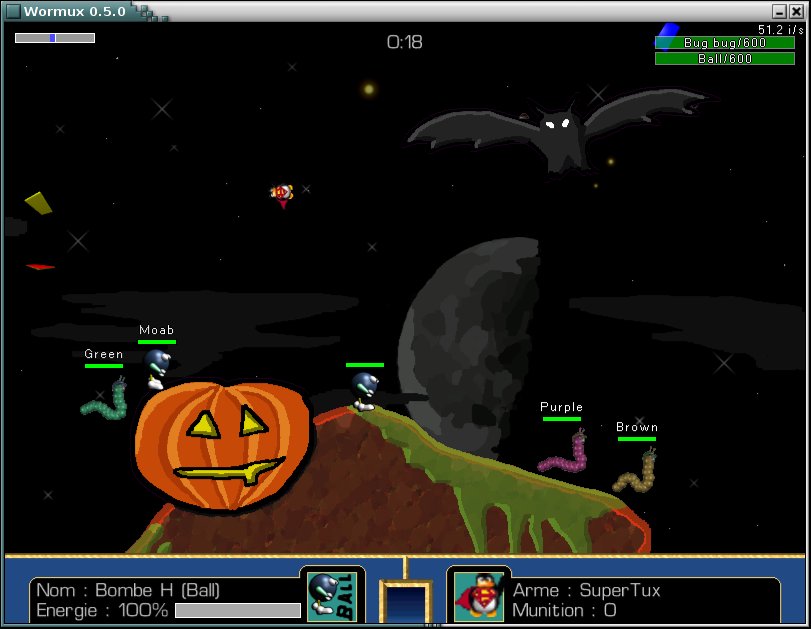 Wormux 0.5.0
51.2 i/s
0:18
Bug bug/600
Ball/600
Moab
Green
Purple
Brown
Nom : Bombe H (Ball)
Energie : 100%
BALL
Arme : SuperTux
Munition : 0